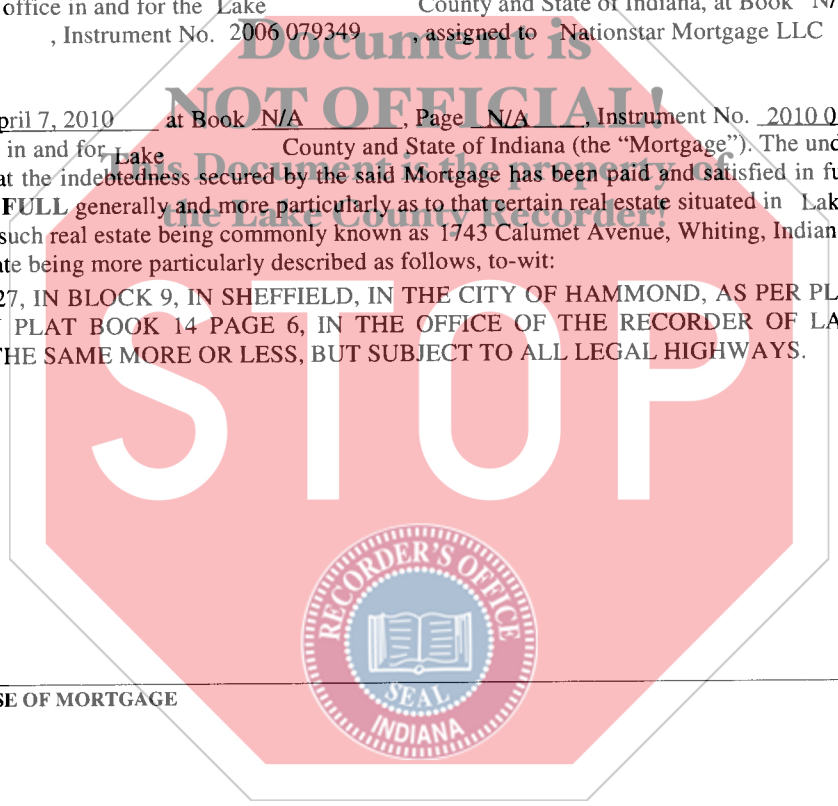 office in and for the Lake County and State of Indiana, at Book N/
, Instrument No. 2006 079349 , assigned to Nationstar Mortgage LLC
Document is
pril 7, 2010 at Book N/A , Page N/A , Instrument No. 2010 0
NOT OFFICIAL!
in and for Lake County and State of Indiana (the “Mortgage”). The und
This Document is the property of
at the indebtedness secured by the said Mortgage has been paid and satisfied in fu
FULL generally and more particularly as to that certain real estate situated in Lak
the Lake County Recorder!
such real estate being commonly known as 1743 Calumet Avenue, Whiting, Indian
te being more particularly described as follows, to-wit:
27, IN BLOCK 9, IN SHEFFIELD, IN THE CITY OF HAMMOND, AS PER PL
PLAT BOOK 14 PAGE 6, IN THE OFFICE OF THE RECORDER OF LA
THE SAME MORE OR LESS, BUT SUBJECT TO ALL LEGAL HIGHWAYS.
STOP
RECORDER'S OFFICE
SEAL
INDIANA
SE OF MORTGAGE